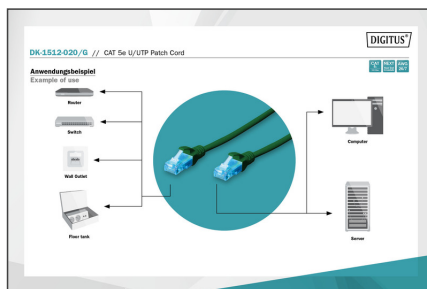 DIGITUS®
DK-1512-020/G // CAT 5e U/UTP Patch Cord
Anwendungsbeispiel
Example of use
Router
Switch
Wall Outlet
Floor tank
Computer
Server